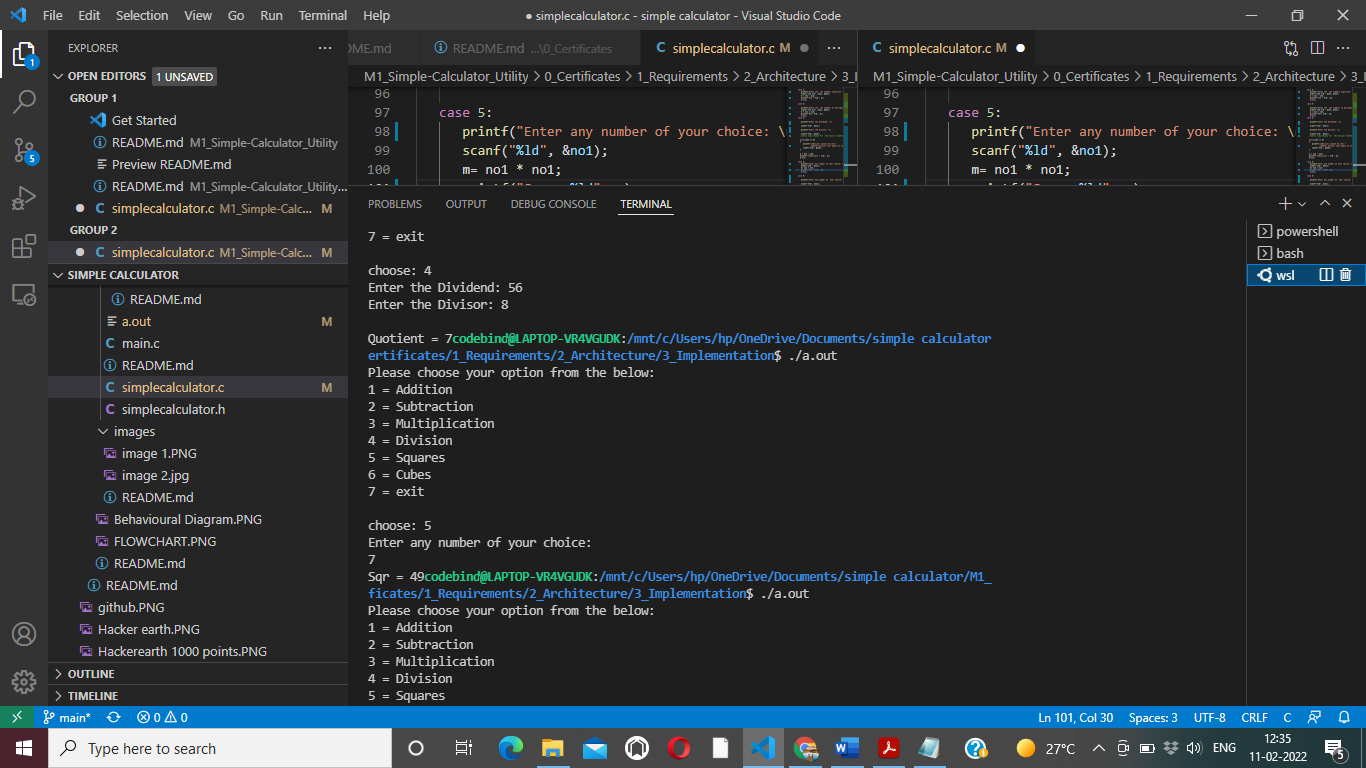 File Edit Selection View Go Run Terminal Help
● simplecalculator.c - simple calculator - Visual Studio Code
EXPLORER
OPEN EDITORS 1 UNSAVED
GROUP 1
Get Started
README.md M1_Simple-Calculator_Utility
Preview README.md
README.md M1_Simple-Calculator_Utility...
● C simplecalculator.c M1_Simple-Calc... M
GROUP 2
● C simplecalculator.c M1_Simple-Calc... M
SIMPLE CALCULATOR
README.md
a.out M
C main.c
README.md
C simplecalculator.c M
C simplecalculator.h
images
image 1.PNG
image 2.jpg
README.md
Behavioural Diagram.PNG
FLOWCHART.PNG
README.md
README.md
github.PNG
Hacker earth.PNG
Hackerearth 1000 points.PNG
OUTLINE
TIMELINE
1
5
README.md ...\0_Certificates
C simplecalculator.c M
M1_Simple-Calculator_Utility > 0_Certificates > 1_Requirements > 2_Architecture > 3_I
96
97 case 5:
98 printf("Enter any number of your choice: \
99 scanf("%ld", &no1);
100 m= no1 * no1;
C simplecalculator.c M ●
M1_Simple-Calculator_Utility > 0_Certificates > 1_Requirements > 2_Architecture > 3_I
96
97 case 5:
98 printf("Enter any number of your choice: \
99 scanf("%ld", &no1);
100 m= no1 * no1;
PROBLEMS OUTPUT DEBUG CONSOLE TERMINAL
7 = exit
choose: 4
Enter the Dividend: 56
Enter the Divisor: 8
Quotient = 7codebind@LAPTOP-VR4VGUDK:/mnt/c/Users/hp/OneDrive/Documents/simple calculator
ertificates/1_Requirements/2_Architecture/3_Implementation$ ./a.out
Please choose your option from the below:
1 = Addition
2 = Subtraction
3 = Multiplication
4 = Division
5 = Squares
6 = Cubes
7 = exit
choose: 5
Enter any number of your choice:
7
Sqr = 49codebind@LAPTOP-VR4VGUDK:/mnt/c/Users/hp/OneDrive/Documents/simple calculator/M1_
ficates/1_Requirements/2_Architecture/3_Implementation$ ./a.out
Please choose your option from the below:
1 = Addition
2 = Subtraction
3 = Multiplication
4 = Division
5 = Squares
powershell
bash
wsl
main* 0 0
Ln 101, Col 30 Spaces: 3 UTF-8 CRLF C
Type here to search
27°C ENG
12:35
11-02-2022
5